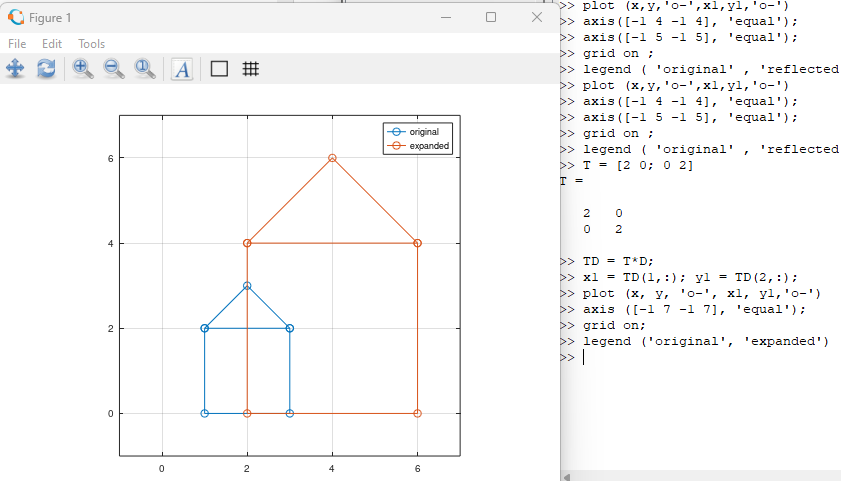 Figure 1
File Edit Tools
A
original
expanded
6
4
2
0
0 2 4 6
>> plot (x,y,'o-',x1,y1,'o-')
>> axis([-1 4 -1 4], 'equal');
>> axis([-1 5 -1 5], 'equal');
>> grid on ;
>> legend ( 'original' , 'reflected
>> plot (x,y,'o-',x1,y1,'o-')
>> axis([-1 4 -1 4], 'equal');
>> axis([-1 5 -1 5], 'equal');
>> grid on ;
>> legend ( 'original' , 'reflected
>> T = [2 0; 0 2]
T =
2 0
0 2
>> TD = T*D;
>> x1 = TD(1,:); y1 = TD(2,:);
>> plot (x, y, 'o-', x1, y1,'o-')
>> axis ([-1 7 -1 7], 'equal');
>> grid on;
>> legend ('original', 'expanded')
>>